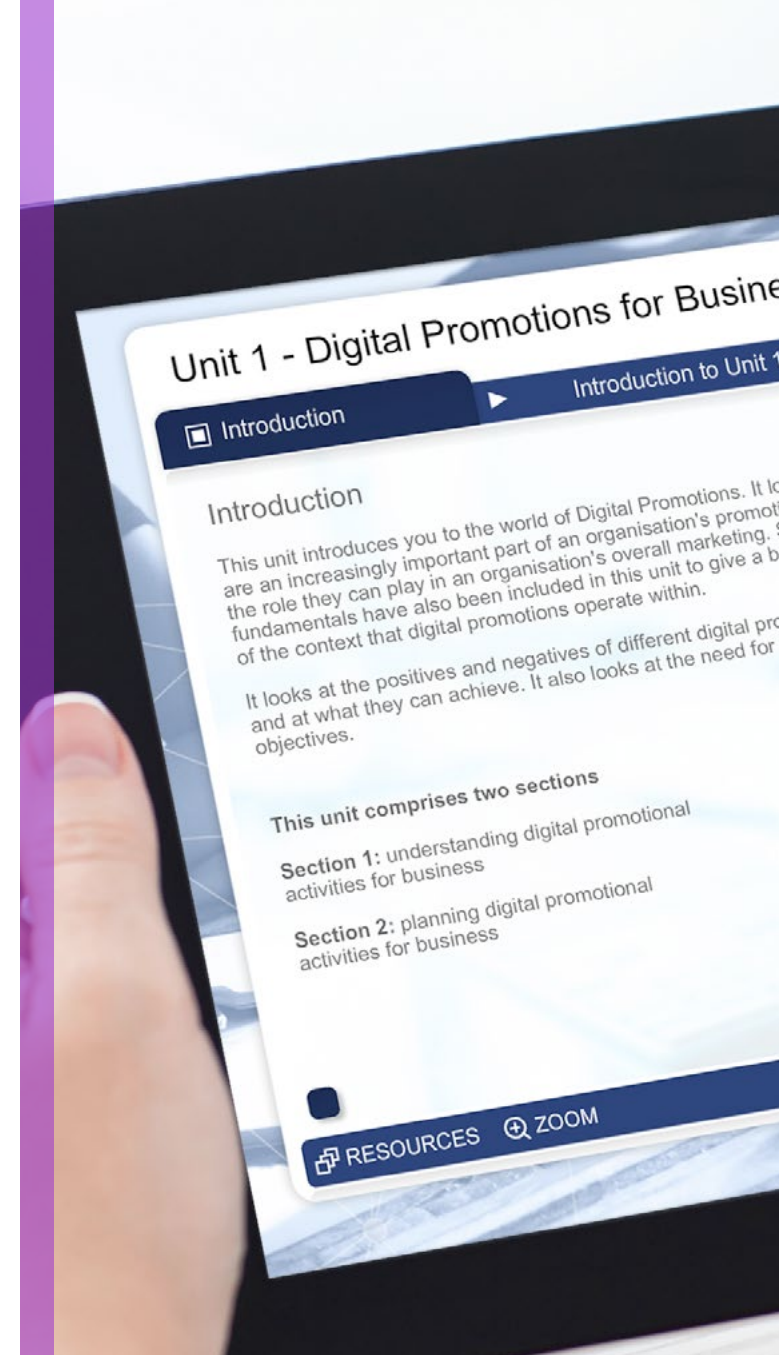 Unit 1 - Digital Promotions for Busine
Introduction
Introduction to Unit 1
Introduction
This unit introduces you to the world of Digital Promotions. It lo
are an increasingly important part of an organisation's promoti
the role they can play in an organisation's overall marketing. S
fundamentals have also been included in this unit to give a b
of the context that digital promotions operate within.
It looks at the positives and negatives of different digital pro
and at what they can achieve. It also looks at the need for
objectives.
This unit comprises two sections
Section 1: understanding digital promotional
activities for business
Section 2: planning digital promotional
activities for business
RESOURCES ZOOM